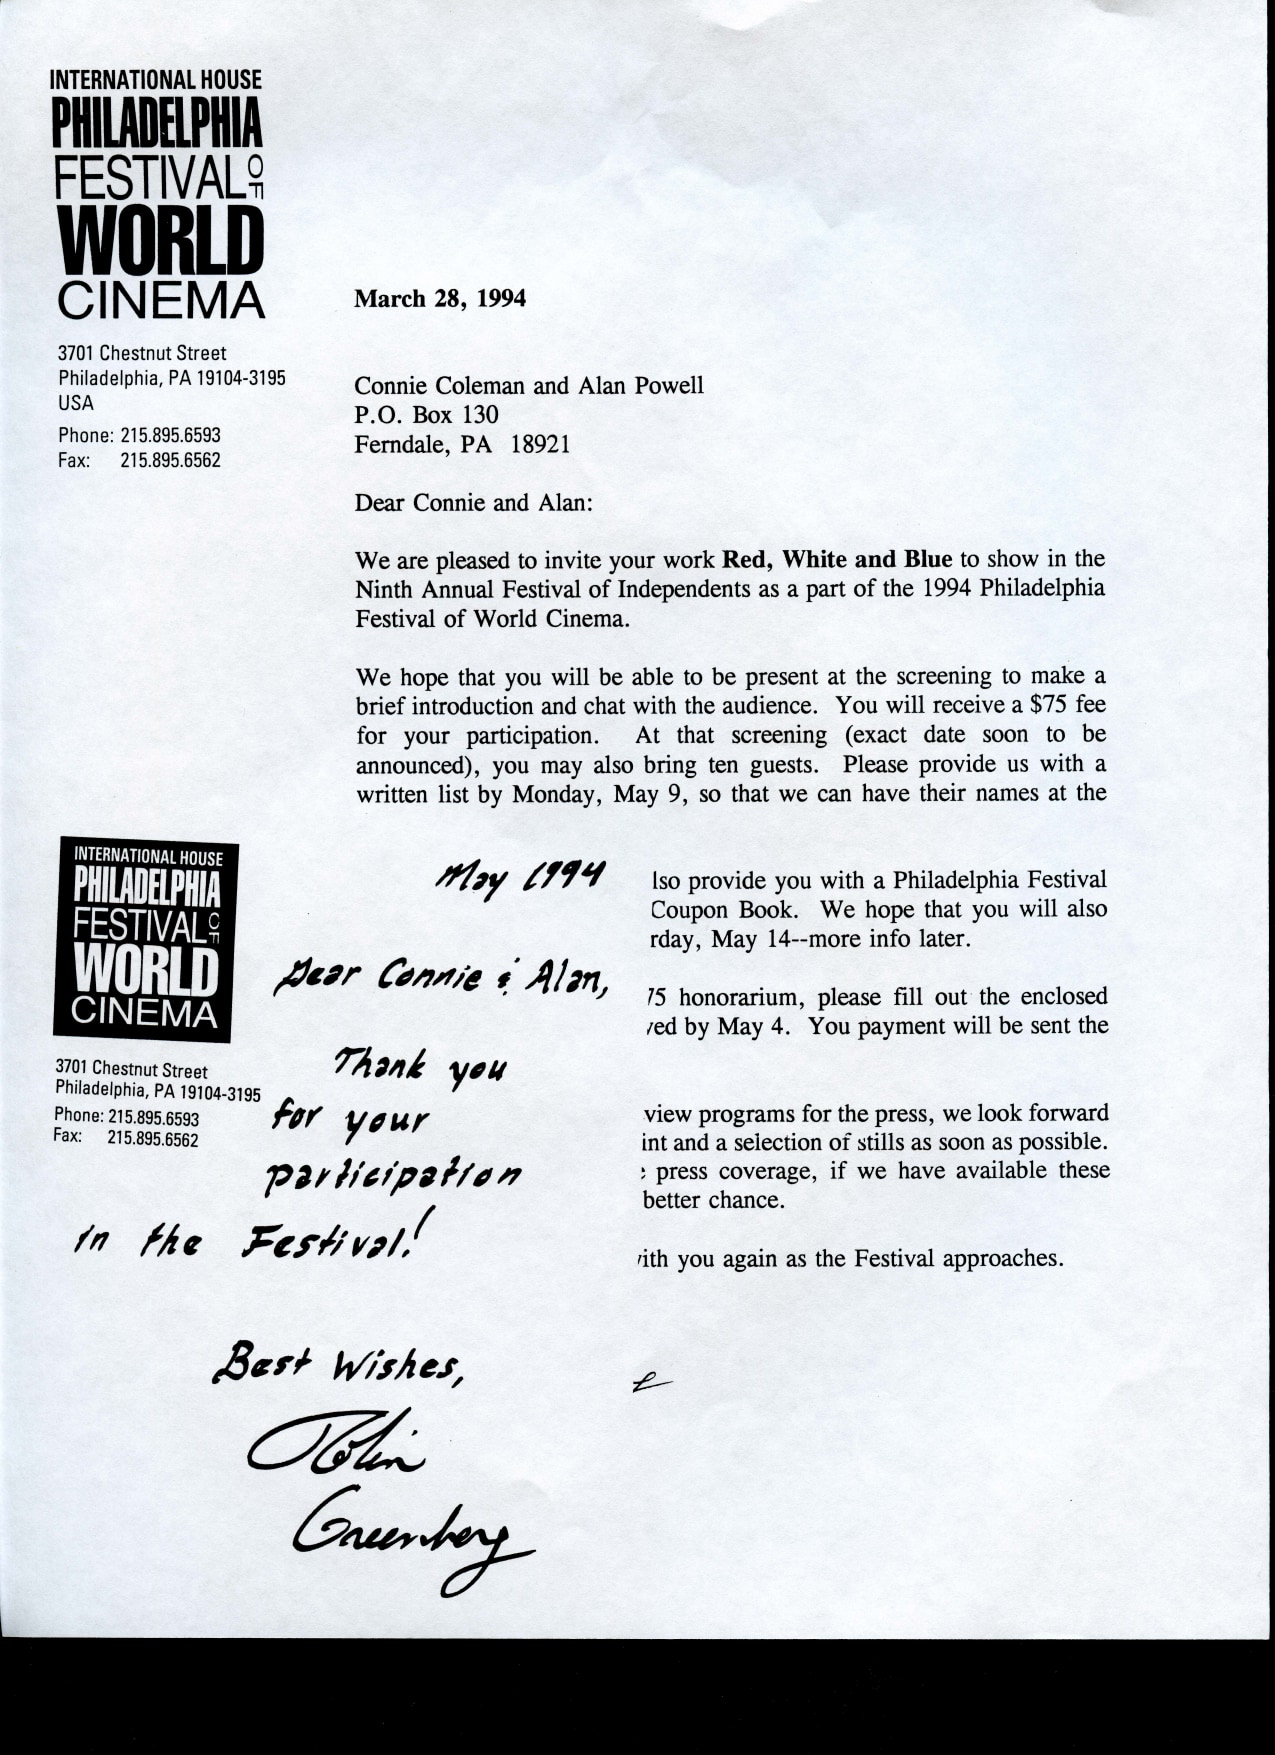 INTERNATIONAL HOUSE
PHILADELPHIA
FESTIVAL OF
WORLD
CINEMA
3701 Chestnut Street
Philadelphia, PA 19104-3195
USA
Phone: 215.895.6593
Fax: 215.895.6562
March 28, 1994
Connie Coleman and Alan Powell
P.O. Box 130
Ferndale, PA 18921
Dear Connie and Alan:
We are pleased to invite your work Red, White and Blue to show in the
Ninth Annual Festival of Independents as a part of the 1994 Philadelphia
Festival of World Cinema.
We hope that you will be able to be present at the screening to make a
brief introduction and chat with the audience. You will receive a $75 fee
for your participation. At that screening (exact date soon to be
announced), you may also bring ten guests. Please provide us with a
written list by Monday, May 9, so that we can have their names at the
lso provide you with a Philadelphia Festival
Coupon Book. We hope that you will also
rday, May 14--more info later.
75 honorarium, please fill out the enclosed
ed by May 4. You payment will be sent the
view programs for the press, we look forward
int and a selection of stills as soon as possible.
press coverage, if we have available these
better chance.
ith you again as the Festival approaches.
INTERNATIONAL HOUSE
PHILADELPHIA
FESTIVAL OF
WORLD
CINEMA
3701 Chestnut Street
Philadelphia, PA 19104-3195
Phone: 215.895.6593
Fax: 215.895.6562
May 1994
Dear Connie & Alan,
Thank you
for your
participation
in the Festival!
Best Wishes,
Robin
Greenberg